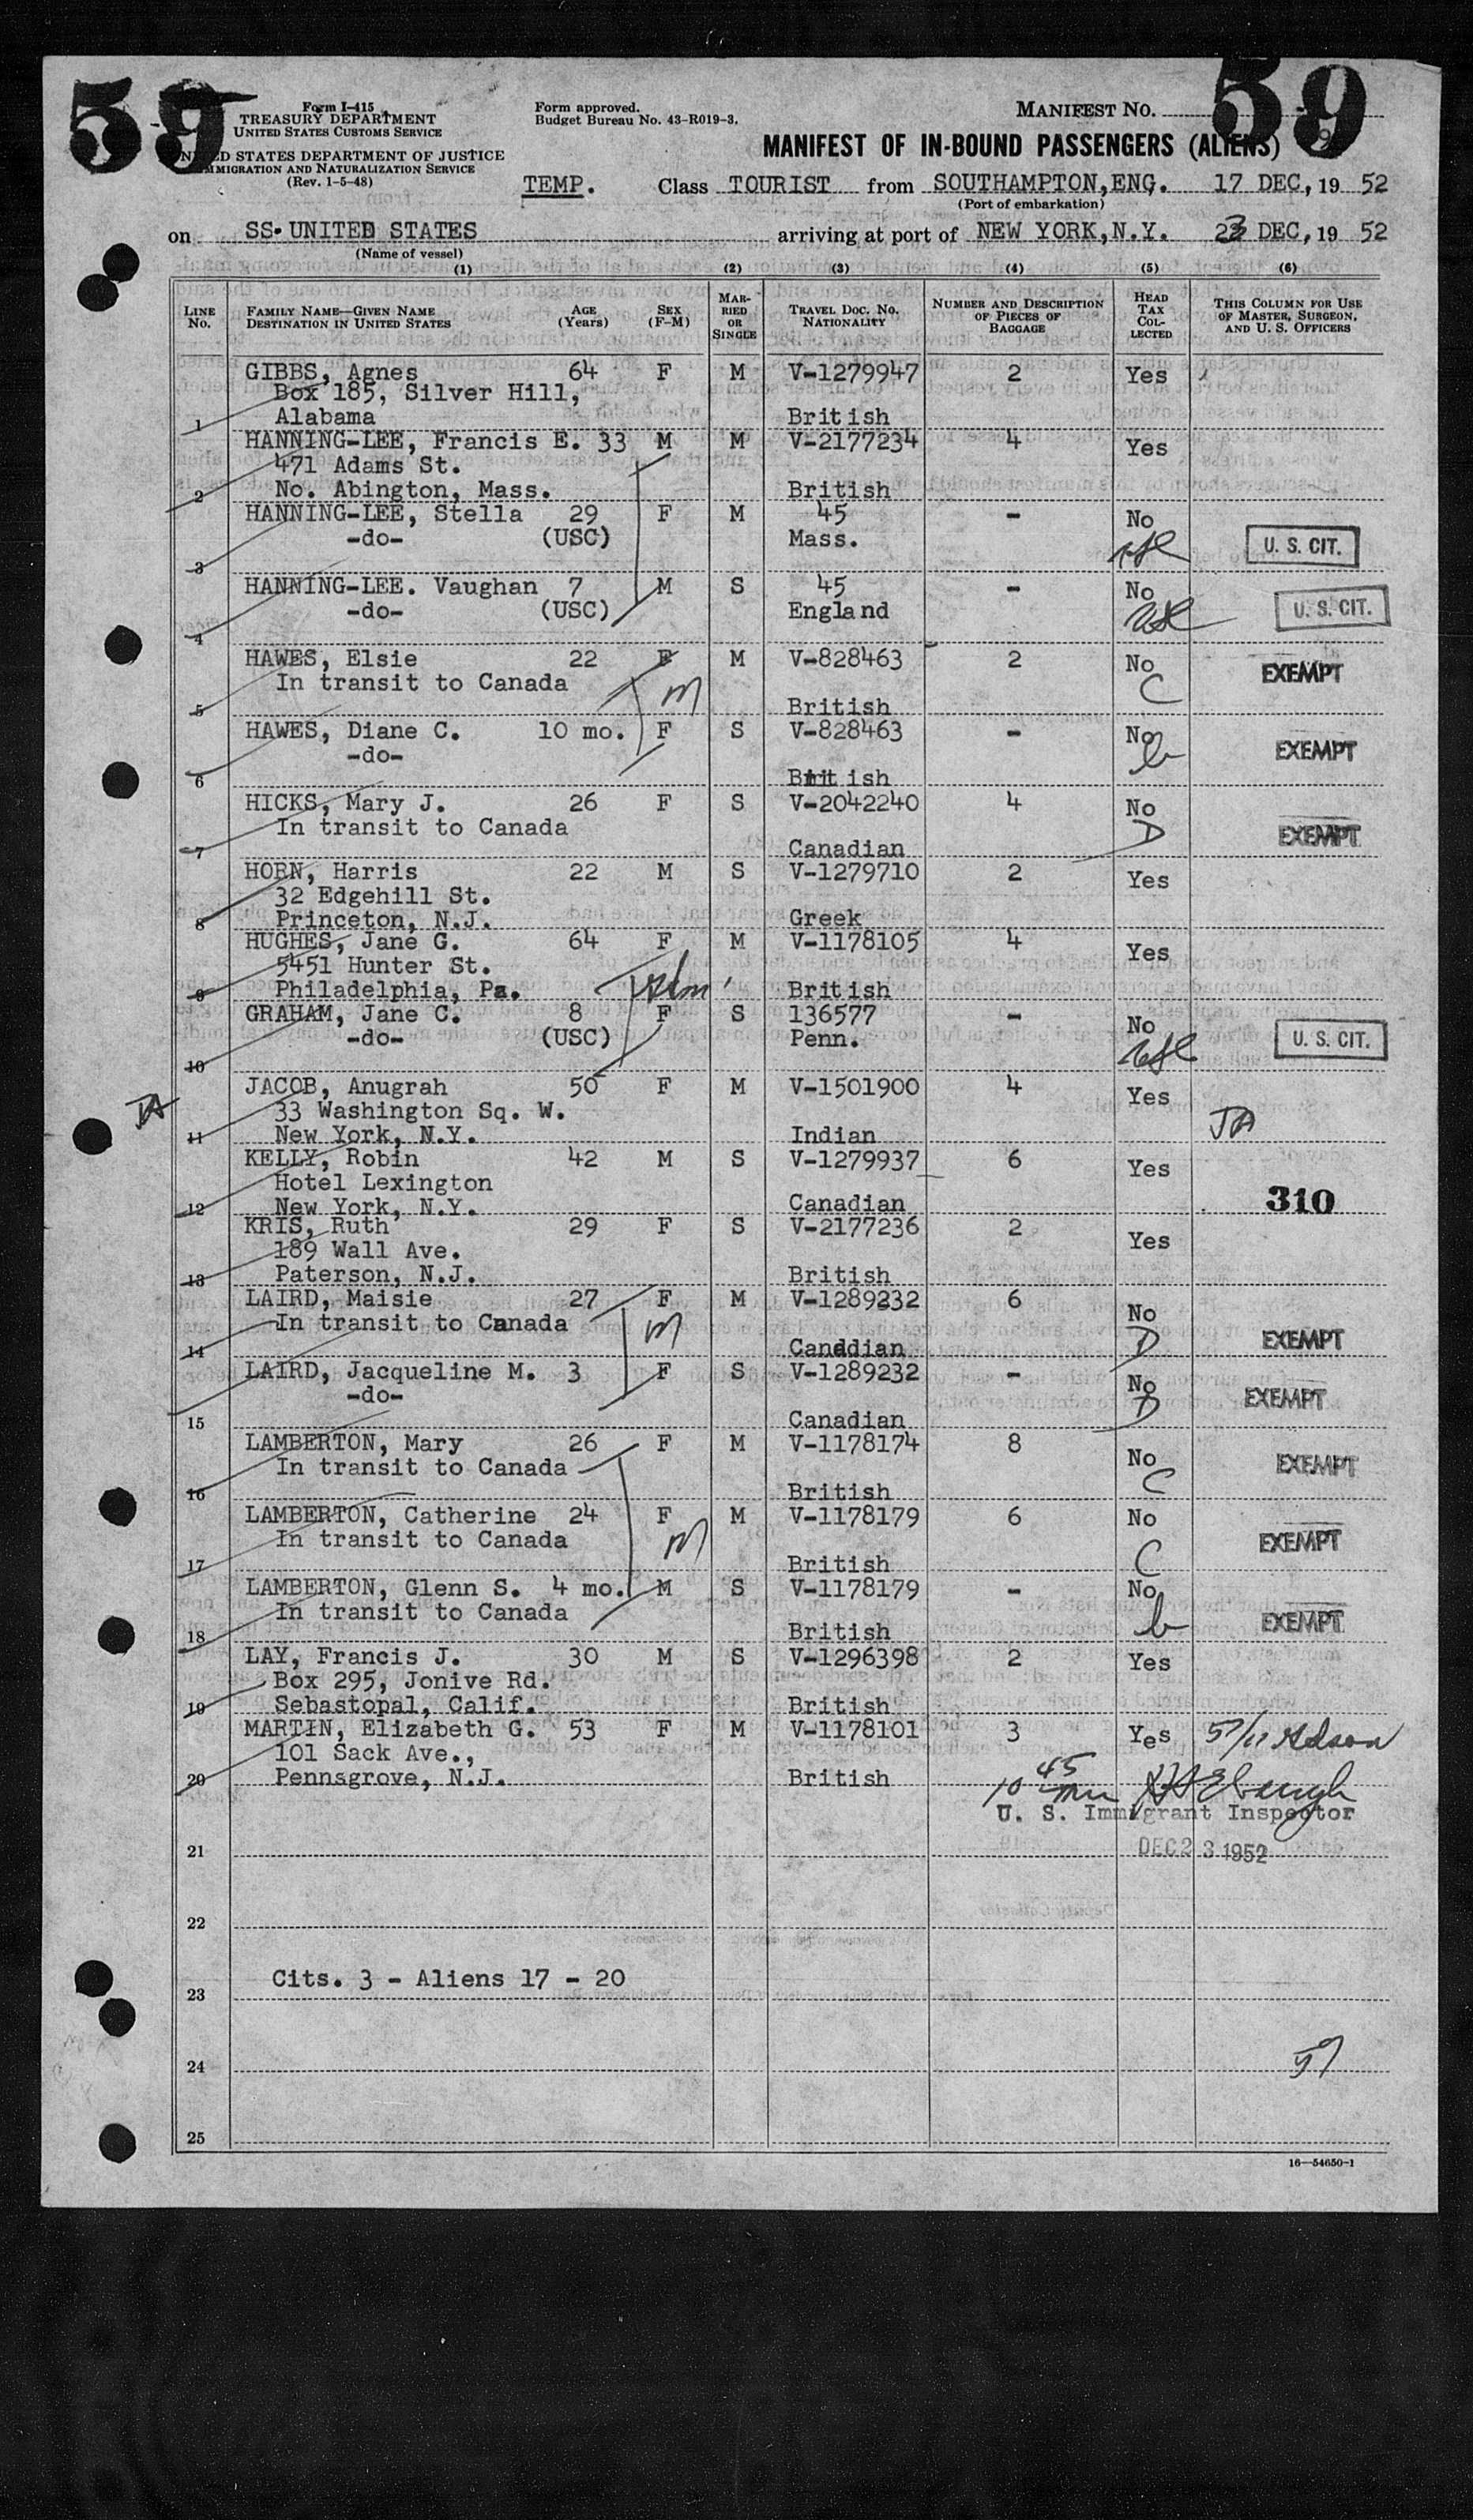 59
59
Form I-415
TREASURY DEPARTMENT
UNITED STATES CUSTOMS SERVICE
UNITED STATES DEPARTMENT OF JUSTICE
IMMIGRATION AND NATURALIZATION SERVICE
(Rev. 1-5-48)
Form approved.
Budget Bureau No. 43-R019-3.
MANIFEST NO.
MANIFEST OF IN-BOUND PASSENGERS (ALIENS)
TEMP. Class TOURIST from SOUTHAMPTON, ENG. 17 DEC, 19 52
(Port of embarkation)
on SS. UNITED STATES arriving at port of NEW YORK, N.Y. 23 DEC, 19 52
(Name of vessel)
(1) (2) (3) (4) (5) (6)
LINE No. FAMILY NAME—GIVEN NAME DESTINATION IN UNITED STATES AGE (Years) SEX (F-M) MARRIED OR SINGLE TRAVEL DOC. NO. NATIONALITY NUMBER AND DESCRIPTION OF PIECES OF BAGGAGE HEAD TAX COLLECTED THIS COLUMN FOR USE OF MASTER, SURGEON, AND U. S. OFFICERS
GIBBS, Agnes 64 F M V-1279947 2 Yes
Box 185, Silver Hill,
1 Alabama British
HANNING-LEE, Francis E. 33 M M V-2177234 4 Yes
471 Adams St.
2 No. Abington, Mass. British
HANNING-LEE, Stella 29 F M 45 - No
-do- (USC) Mass. U. S. CIT.
3
HANNING-LEE. Vaughan 7 M S 45 - No
-do- (USC) England U. S. CIT.
4
HAWES, Elsie 22 F M V-828463 2 No EXEMPT
In transit to Canada M C
5 British
HAWES, Diane C. 10 mo. F S V-828463 - No EXEMPT
-do- b
6 British
HICKS, Mary J. 26 F S V-2042240 4 No
In transit to Canada D EXEMPT
7 Canadian
HORN, Harris 22 M S V-1279710 2 Yes
32 Edgehill St.
8 Princeton, N.J. Greek
HUGHES, Jane G. 64 F M V-1178105 4 Yes
5451 Hunter St.
9 Philadelphia, Pa. British
GRAHAM, Jane C. 8 F S 136577 - No
-do- (USC) Penn. U. S. CIT.
10
JA JACOB, Anugrah 50 F M V-1501900 4 Yes
33 Washington Sq. W. JA
11 New York, N.Y. Indian
KELLY, Robin 42 M S V-1279937 6 Yes
Hotel Lexington
12 New York, N.Y. Canadian 310
KRIS, Ruth 29 F S V-2177236 2 Yes
189 Wall Ave.
13 Paterson, N.J. British
LAIRD, Maisie 27 F M V-1289232 6 No
In transit to Canada M D EXEMPT
14 Canadian
LAIRD, Jacqueline M. 3 F S V-1289232 - No
-do- D EXEMPT
15 Canadian
LAMBERTON, Mary 26 F M V-1178174 8 No
In transit to Canada C EXEMPT
16 British
LAMBERTON, Catherine 24 F M V-1178179 6 No
In transit to Canada M EXEMPT
17 British C
LAMBERTON, Glenn S. 4 mo. M S V-1178179 - No
In transit to Canada b EXEMPT
18 British
LAY, Francis J. 30 M S V-1296398 2 Yes
Box 295, Jonive Rd.
19 Sebastopal, Calif. British
MARTIN, Elizabeth G. 53 F M V-1178101 3 Yes
101 Sack Ave.,
20 Pennsgrove, N.J. British
10 45
U. S. Immigrant Inspector
21 DEC 23 1952
22
Cits. 3 - Aliens 17 - 20
23
24
25
16—54650-1